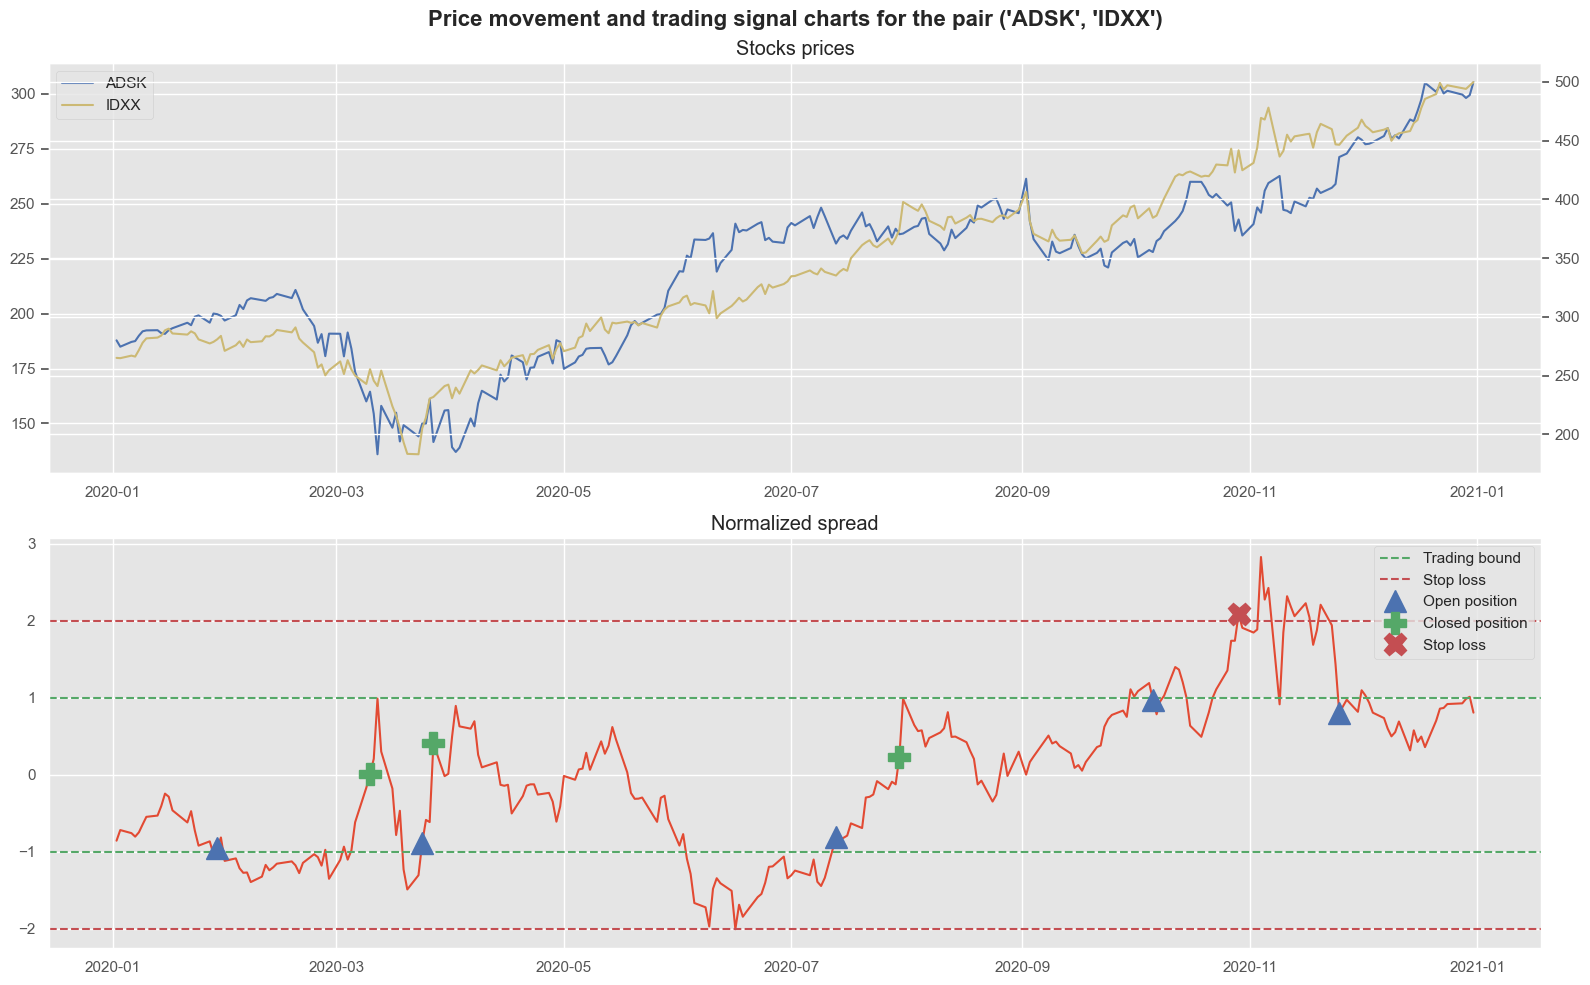 Price movement and trading signal charts for the pair ('ADSK', 'IDXX')
Stocks prices
ADSK
IDXX
300
275
250
225
200
175
150
500
450
400
350
300
250
200
2020-01 2020-03 2020-05 2020-07 2020-09 2020-11 2021-01
Normalized spread
3
2
1
0
−1
−2
Trading bound
Stop loss
Open position
Closed position
Stop loss
2020-01 2020-03 2020-05 2020-07 2020-09 2020-11 2021-01